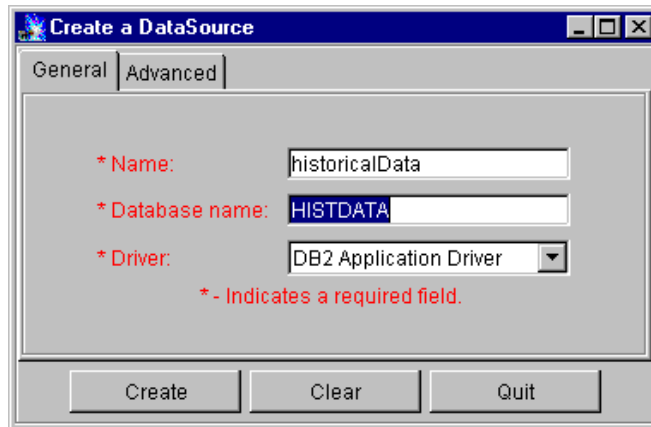 Create a DataSource
General Advanced
* Name: historicalData
* Database name: HISTDATA
* Driver: DB2 Application Driver
* - Indicates a required field.
Create Clear Quit